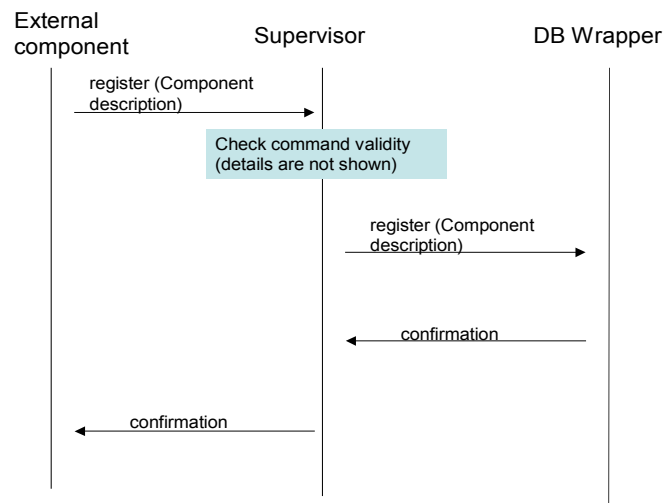 External
component
Supervisor
DB Wrapper
register (Component
description)
Check command validity
(details are not shown)
register (Component
description)
confirmation
confirmation